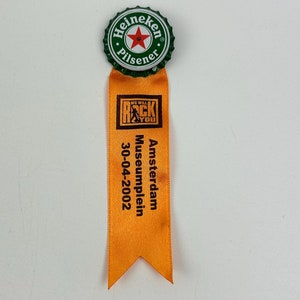 Heineken
Pilsener
WE WILL
ROCK
YOU
Amsterdam
Museumplein
30-04-2002